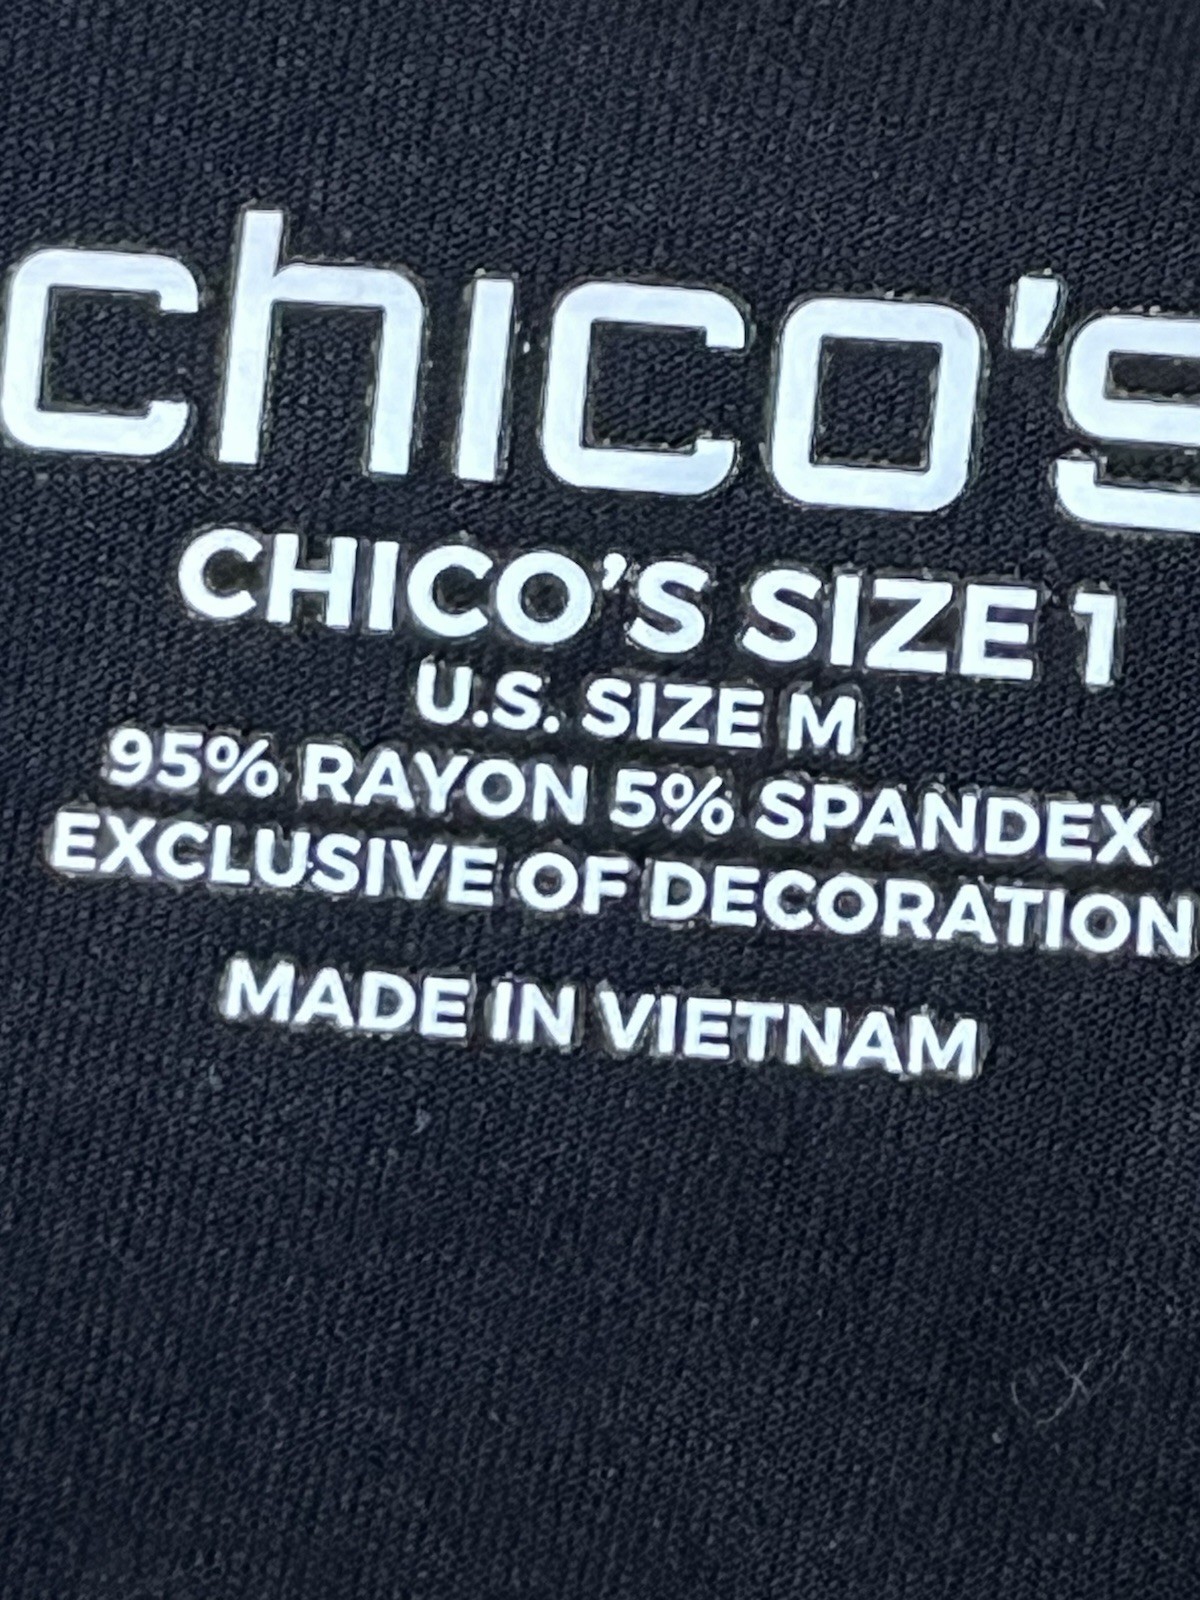 chico's
CHICO'S SIZE 1
U.S. SIZE M
95% RAYON 5% SPANDEX
EXCLUSIVE OF DECORATION
MADE IN VIETNAM